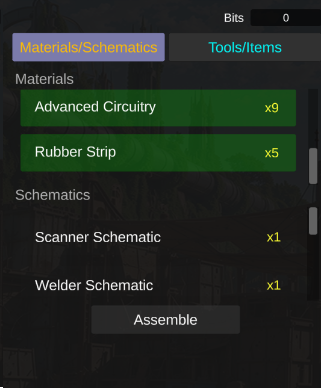 Bits 0
Materials/Schematics Tools/Items
Materials
Advanced Circuitry x9
Rubber Strip x5
Schematics
Scanner Schematic x1
Welder Schematic x1
Assemble